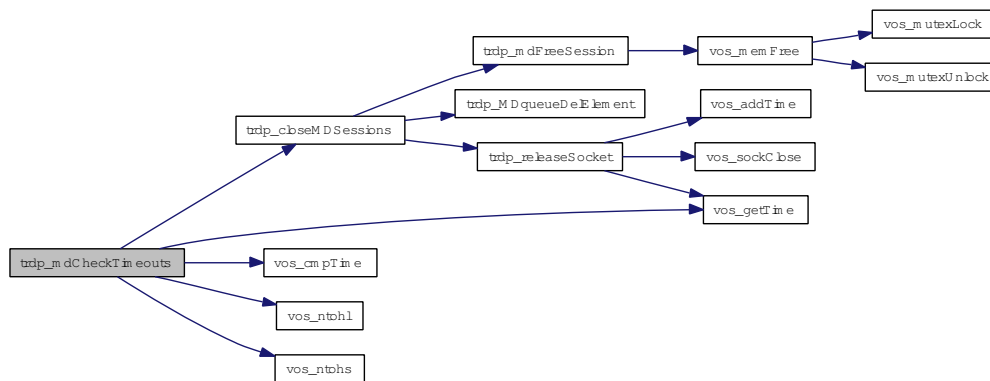 vos_mutexLock
trdp_mdFreeSession
vos_memFree
vos_mutexUnlock
trdp_MDqueueDelElement
vos_addTime
trdp_closeMDSessions
trdp_releaseSocket
vos_sockClose
vos_getTime
trdp_mdCheckTimeouts
vos_cmpTime
vos_ntohl
vos_ntohs